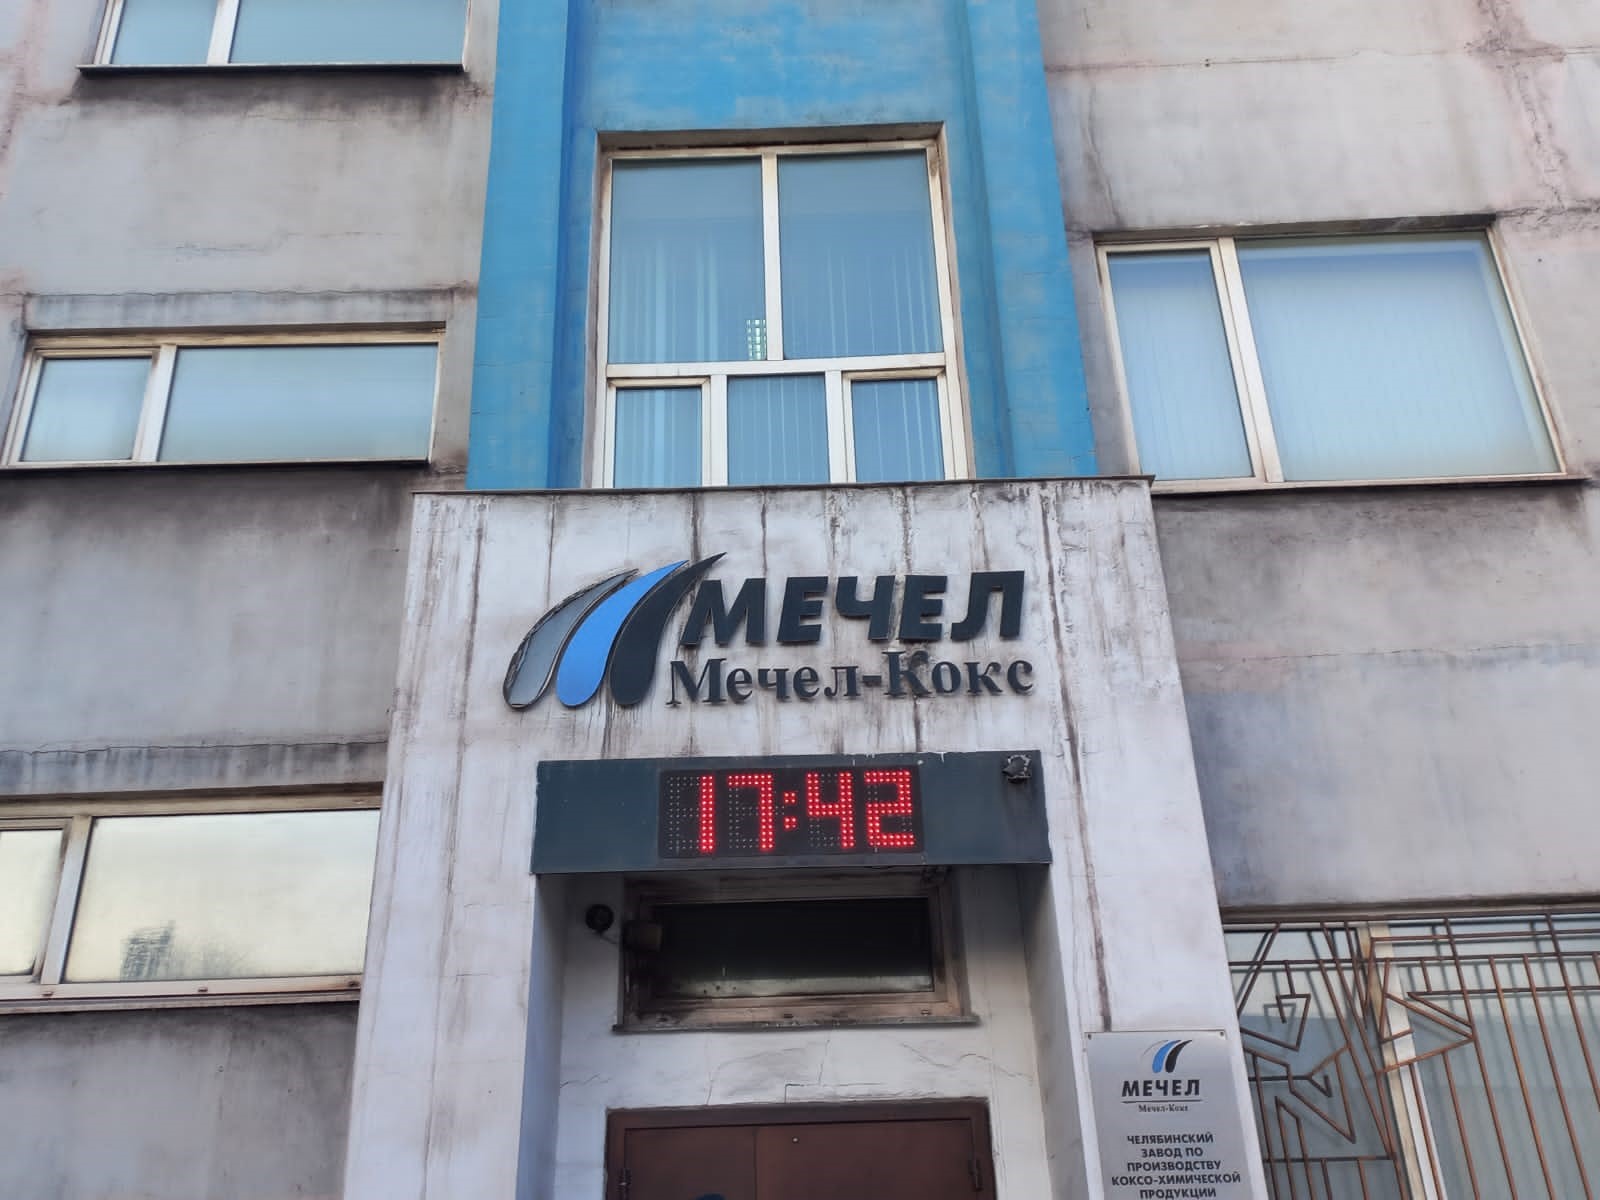 МЕЧЕЛ
Мечел-Кокс
17:42
МЕЧЕЛ
Мечел-Кокс
ЧЕЛЯБИНСКИЙ
ЗАВОД ПО
ПРОИЗВОДСТВУ
КОКСО-ХИМИЧЕСКОЙ
ПРОДУКЦИИ